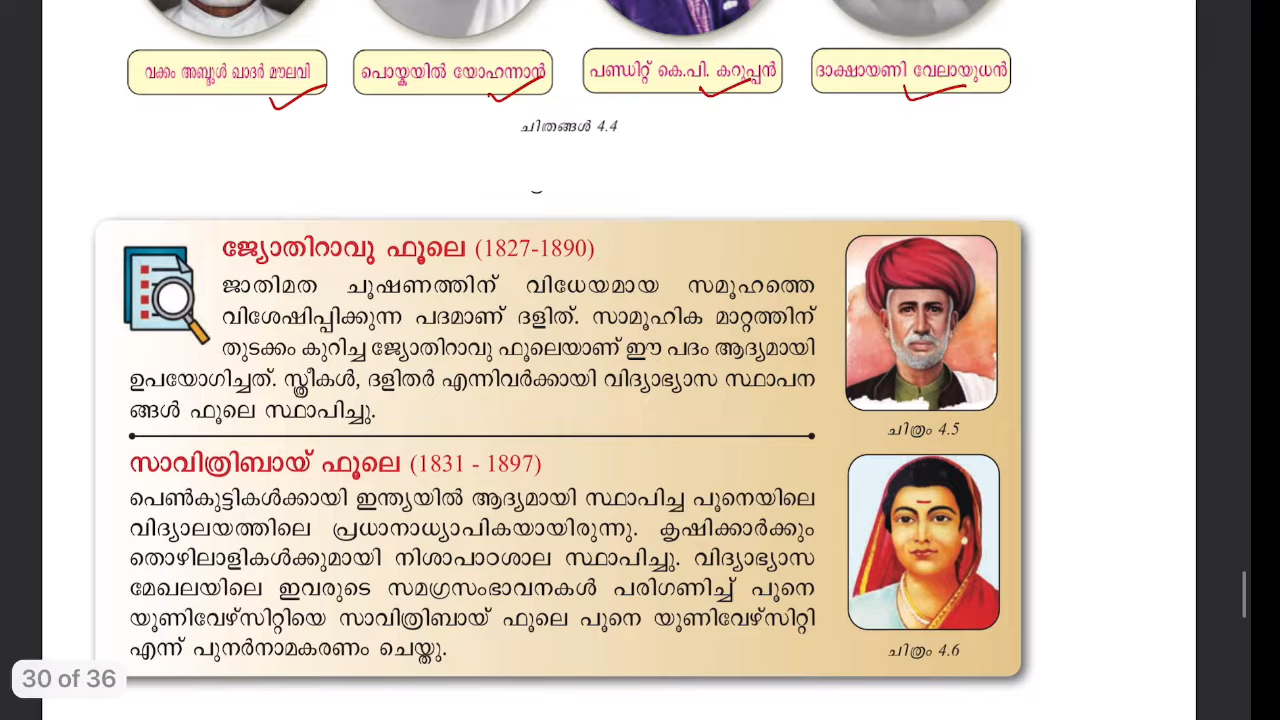 വക്കം അബ്ദുൾ ഖാദർ മൗലവി
പൊയ്കയിൽ യോഹന്നാൻ
പണ്ഡിറ്റ് കെ.പി. കറുപ്പൻ
ദാക്ഷായണി വേലായുധൻ
ചിത്രങ്ങൾ 4.4
ജ്യോതിറാവു ഫൂലെ (1827-1890)
ജാതിമത ചൂഷണത്തിന് വിധേയമായ സമൂഹത്തെ
വിശേഷിപ്പിക്കുന്ന പദമാണ് ദളിത്. സാമൂഹിക മാറ്റത്തിന്
തുടക്കം കുറിച്ച ജ്യോതിറാവു ഫൂലെയാണ് ഈ പദം ആദ്യമായി
ഉപയോഗിച്ചത്. സ്ത്രീകൾ, ദളിതർ എന്നിവർക്കായി വിദ്യാഭ്യാസ സ്ഥാപന
ങ്ങൾ ഫൂലെ സ്ഥാപിച്ചു.
ചിത്രം 4.5
സാവിത്രിബായ് ഫൂലെ (1831 - 1897)
പെൺകുട്ടികൾക്കായി ഇന്ത്യയിൽ ആദ്യമായി സ്ഥാപിച്ച പൂനെയിലെ
വിദ്യാലയത്തിലെ പ്രധാനാധ്യാപികയായിരുന്നു. കൃഷിക്കാർക്കും
തൊഴിലാളികൾക്കുമായി നിശാപാഠശാല സ്ഥാപിച്ചു. വിദ്യാഭ്യാസ
മേഖലയിലെ ഇവരുടെ സമഗ്രസംഭാവനകൾ പരിഗണിച്ച് പൂനെ
യൂണിവേഴ്സിറ്റിയെ സാവിത്രിബായ് ഫൂലെ പൂനെ യൂണിവേഴ്സിറ്റി
എന്ന് പുനർനാമകരണം ചെയ്തു.
ചിത്രം 4.6
30 of 36